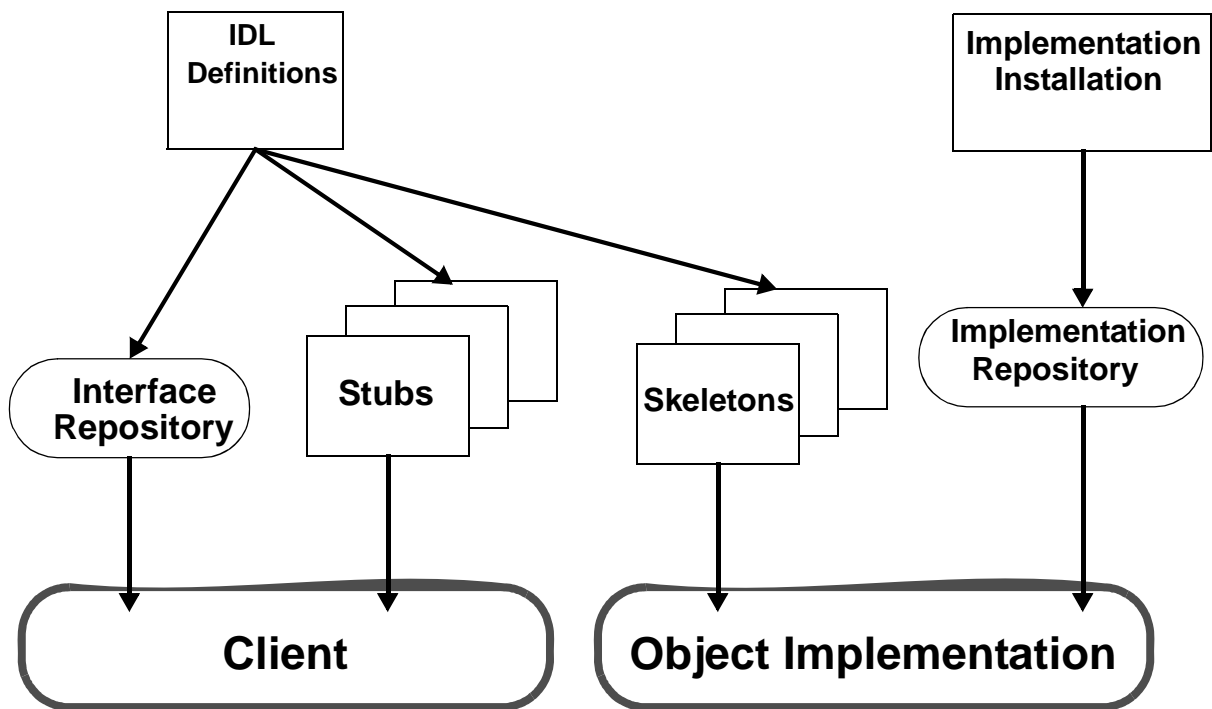 IDL
Definitions
Implementation
Installation
Interface
Repository
Stubs
Skeletons
Implementation
Repository
Client
Object Implementation